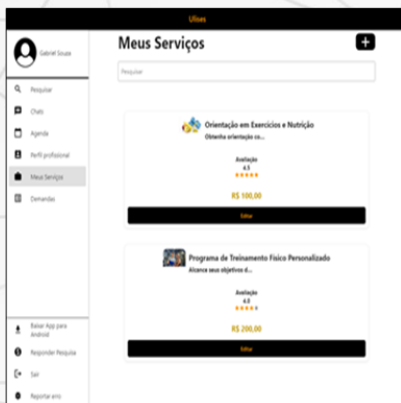 Ulisses
Gabriel Souza
Pesquisar
Chats
Agenda
Perfil profissional
Meus Serviços
Demandas
Baixar App para
Android
Responder Pesquisa
Sair
Reportar erro
Meus Serviços
Pesquisar
Orientação em Exercícios e Nutrição
Obtenha orientação co...
Avaliação
4.5
R$ 100,00
Editar
Programa de Treinamento Físico Personalizado
Alcance seus objetivos d...
Avaliação
4.0
R$ 200,00
Editar